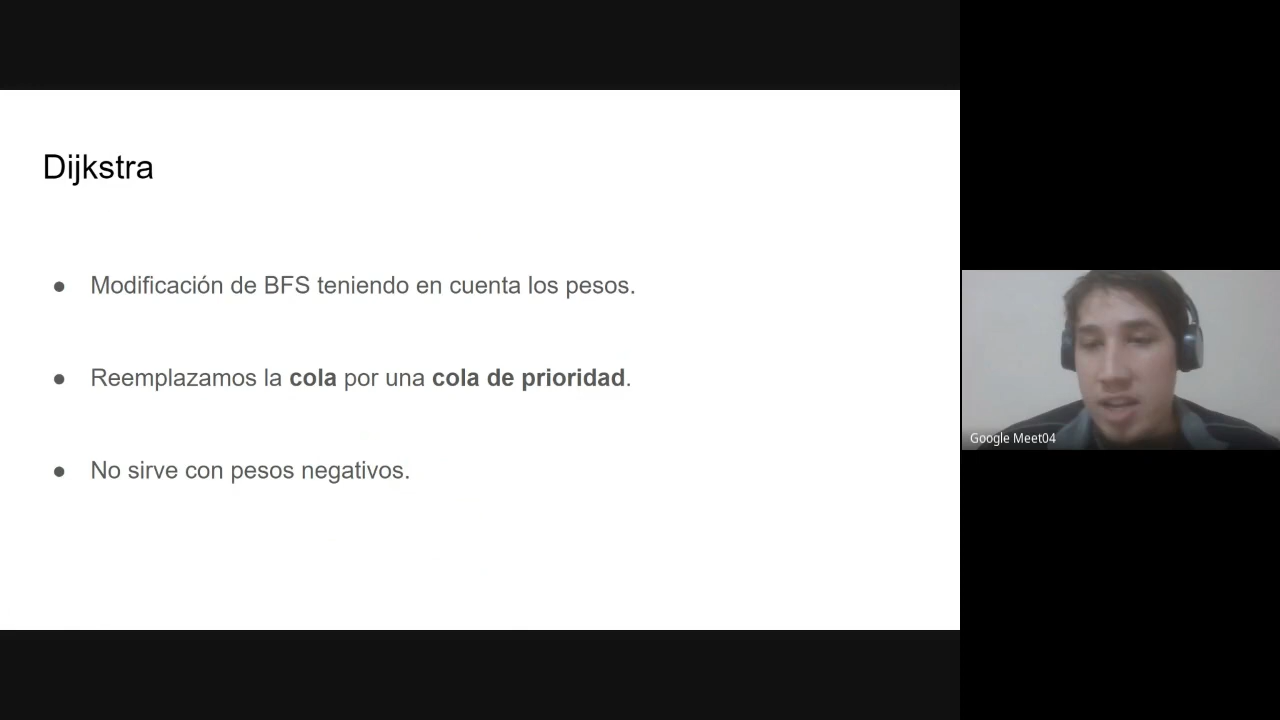 Dijkstra
● Modificación de BFS teniendo en cuenta los pesos.
● Reemplazamos la cola por una cola de prioridad.
● No sirve con pesos negativos.
Google Meet04